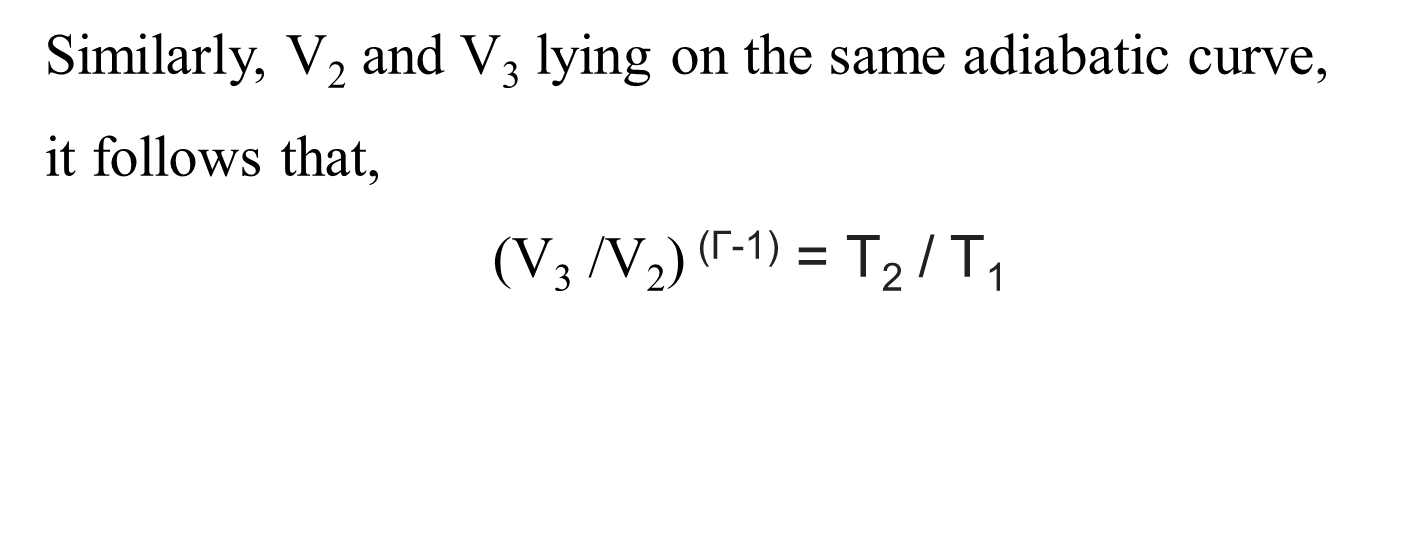 Similarly, V₂ and V₃ lying on the same adiabatic curve,
it follows that,
(V₃ /V₂) ⁽Γ⁻¹⁾ = T₂ / T₁